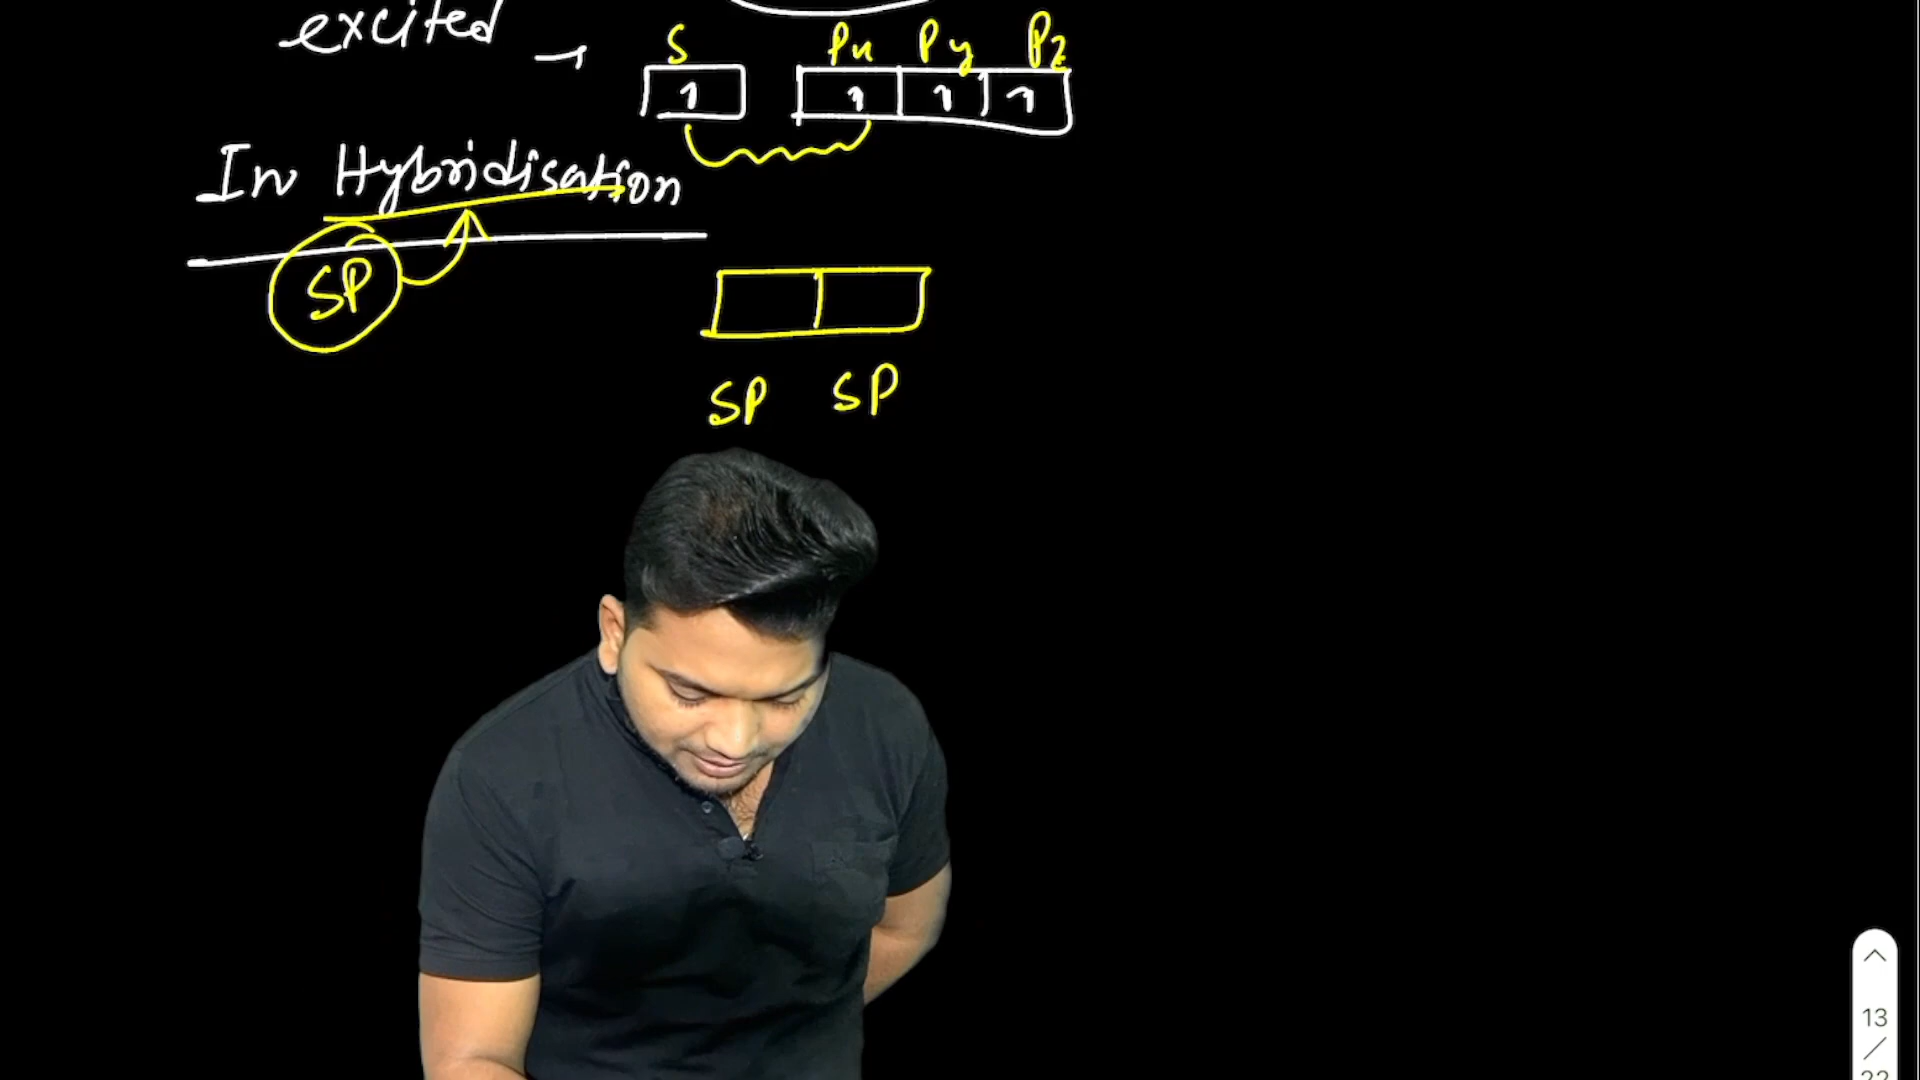 excited → S Px Py Pz
1 1 1 1
In Hybridisation
SP
SP SP
13
/